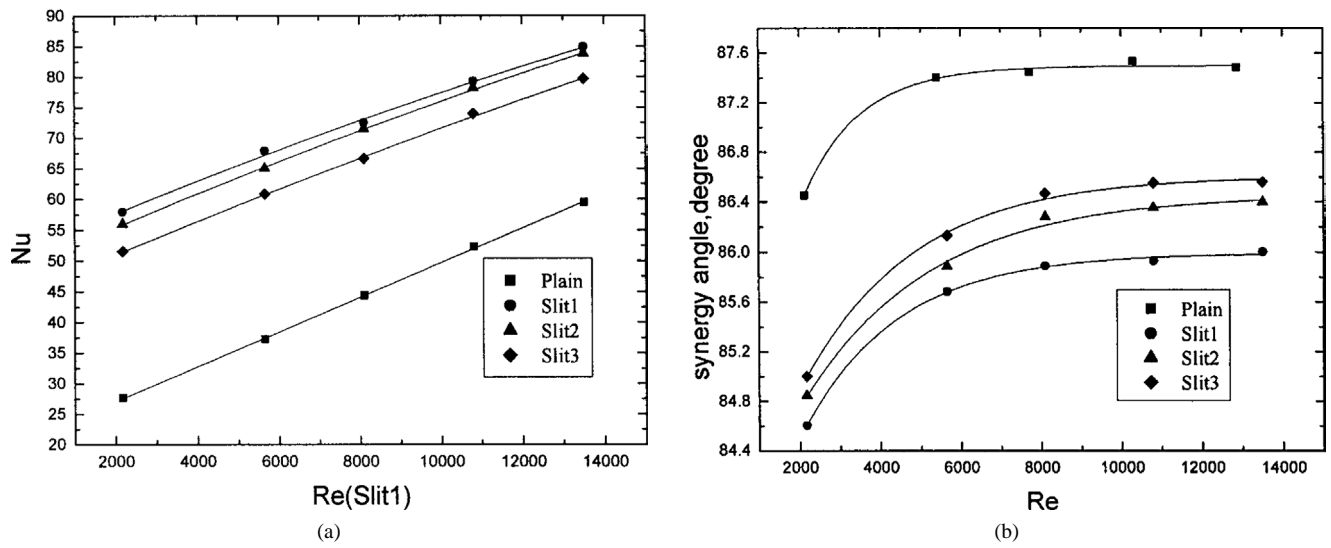 90
85
80
75
70
65
60
55
50
45
40
35
30
25
20
Nu
Plain
Slit1
Slit2
Slit3
2000 4000 6000 8000 10000 12000 14000
Re(Slit1)
(a)
87.6
87.2
86.8
86.4
86.0
85.6
85.2
84.8
84.4
synergy angle,degree
Plain
Slit1
Slit2
Slit3
2000 4000 6000 8000 10000 12000 14000
Re
(b)